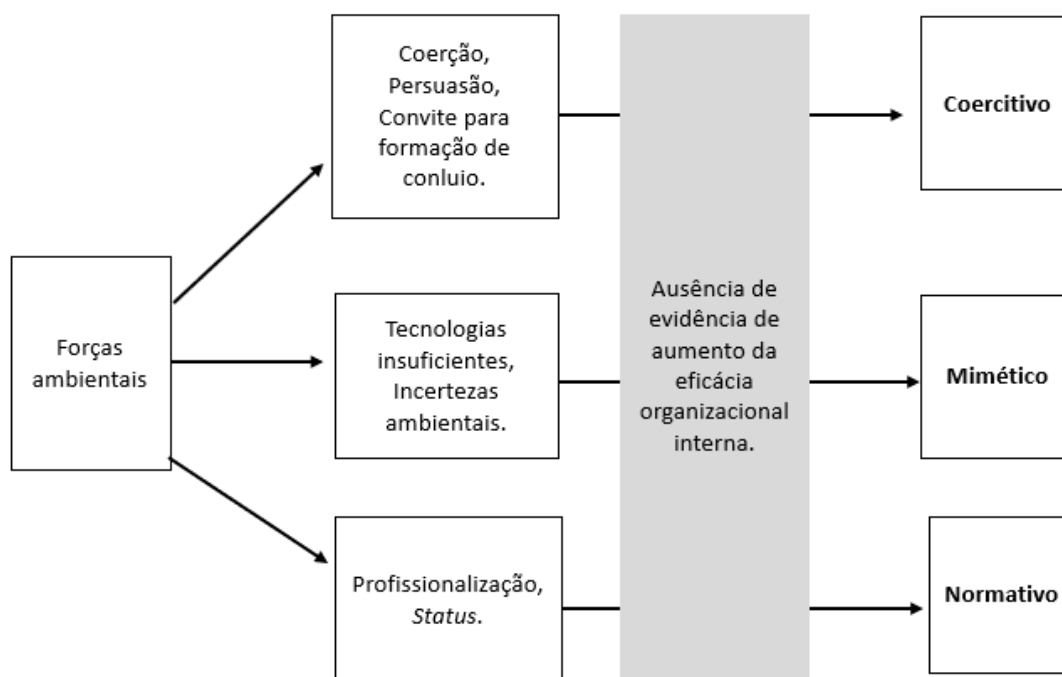 Forças
ambientais
Coerção,
Persuasão,
Convite para
formação de
conluio.
Tecnologias
insuficientes,
Incertezas
ambientais.
Profissionalização,
Status.
Ausência de
evidência de
aumento da
eficácia
organizacional
interna.
Coercitivo
Mimético
Normativo